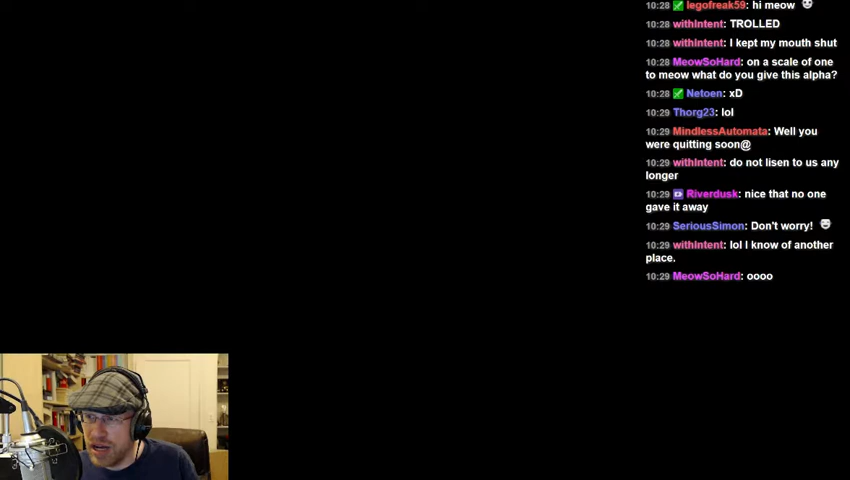 10:28 legofreak59: hi meow
10:28 withIntent: TROLLED
10:28 withIntent: I kept my mouth shut
10:28 MeowSoHard: on a scale of one
to meow what do you give this alpha?
10:28 Netoen: xD
10:29 Thorg23: lol
10:29 MindlessAutomata: Well you
were quitting soon@
10:29 withIntent: do not lisen to us any
longer
10:29 Riverdusk: nice that no one
gave it away
10:29 SeriousSimon: Don't worry!
10:29 withIntent: lol I know of another
place.
10:29 MeowSoHard: oooo